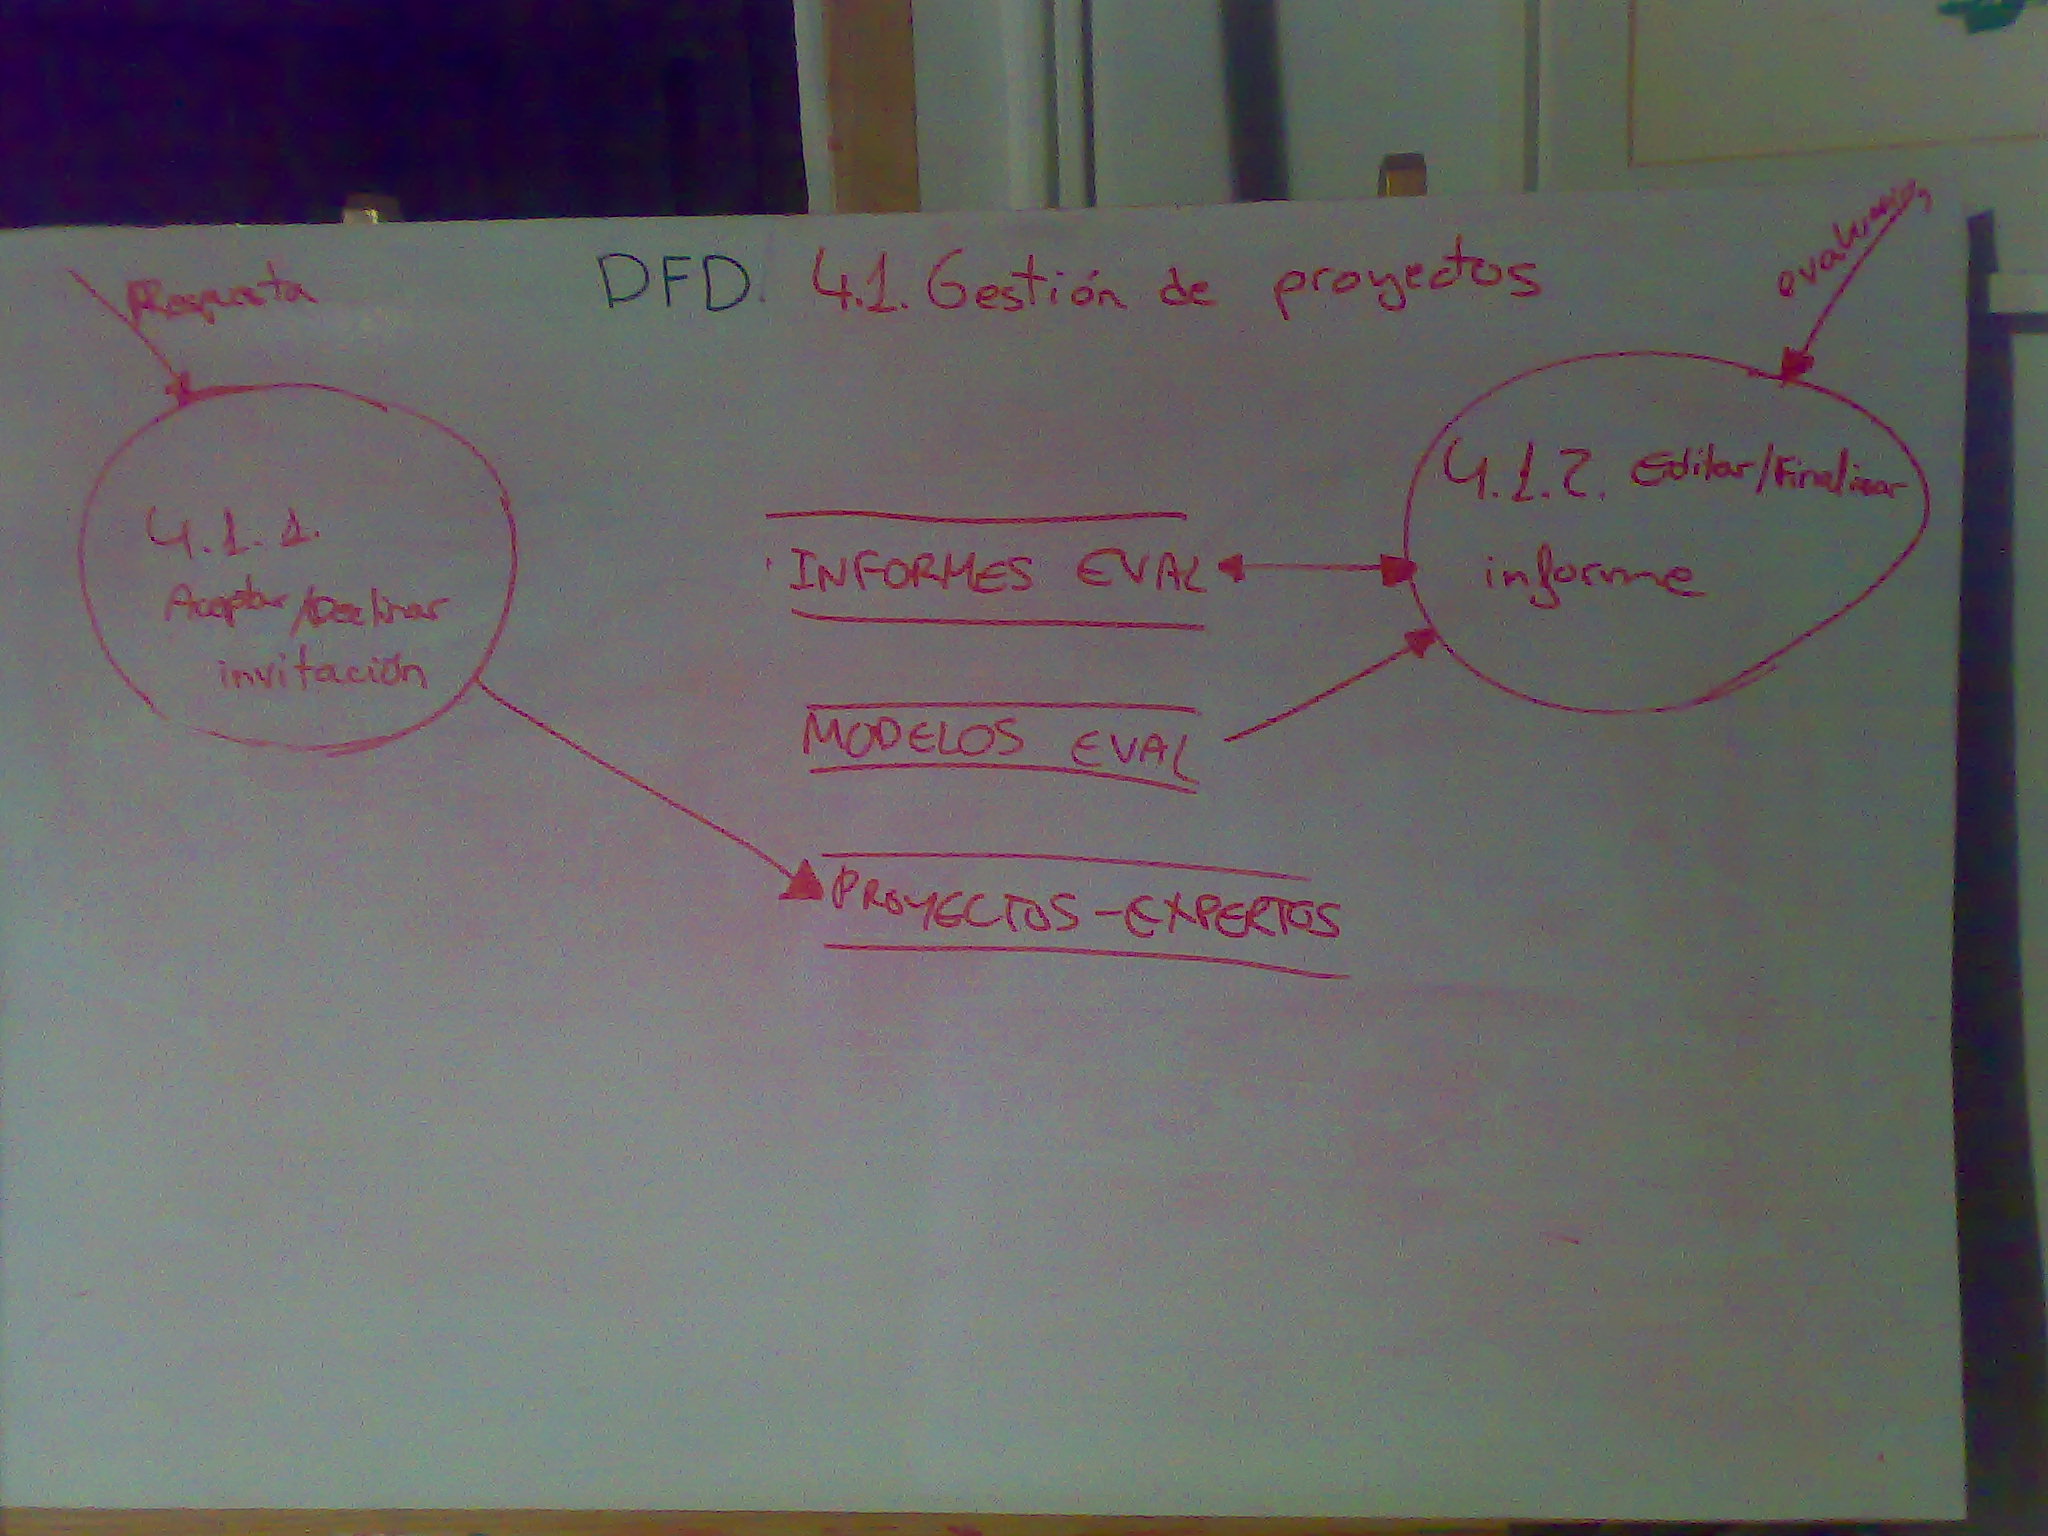 DFD. 4.1. Gestión de proyectos
Respuesta
evaluación
4.1.1.
Aceptar/Declinar
invitación
4.1.2. Editar/Finalizar
informe
INFORMES EVAL
MODELOS EVAL
PROYECTOS-EXPERTOS